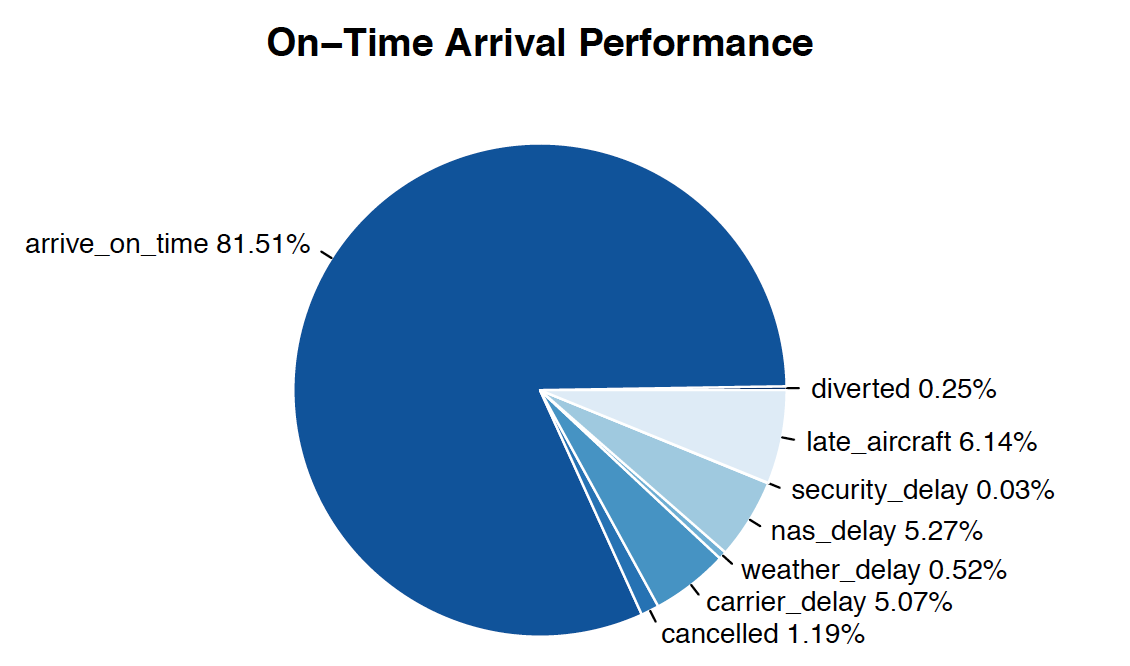 On−Time Arrival Performance
arrive_on_time 81.51%
diverted 0.25%
late_aircraft 6.14%
security_delay 0.03%
nas_delay 5.27%
weather_delay 0.52%
carrier_delay 5.07%
cancelled 1.19%